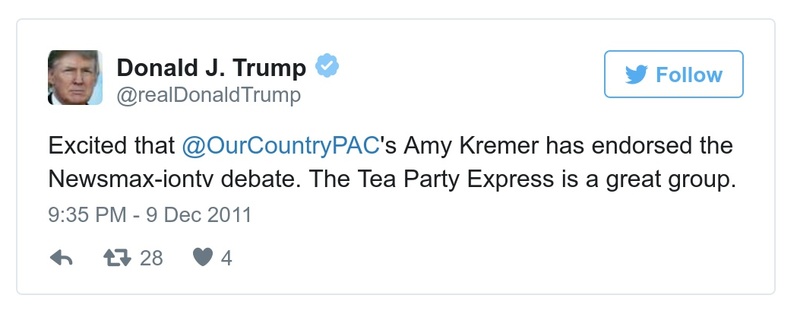 Donald J. Trump
@realDonaldTrump
Follow
Excited that @OurCountryPAC's Amy Kremer has endorsed the
Newsmax-iontv debate. The Tea Party Express is a great group.
9:35 PM - 9 Dec 2011
28 4